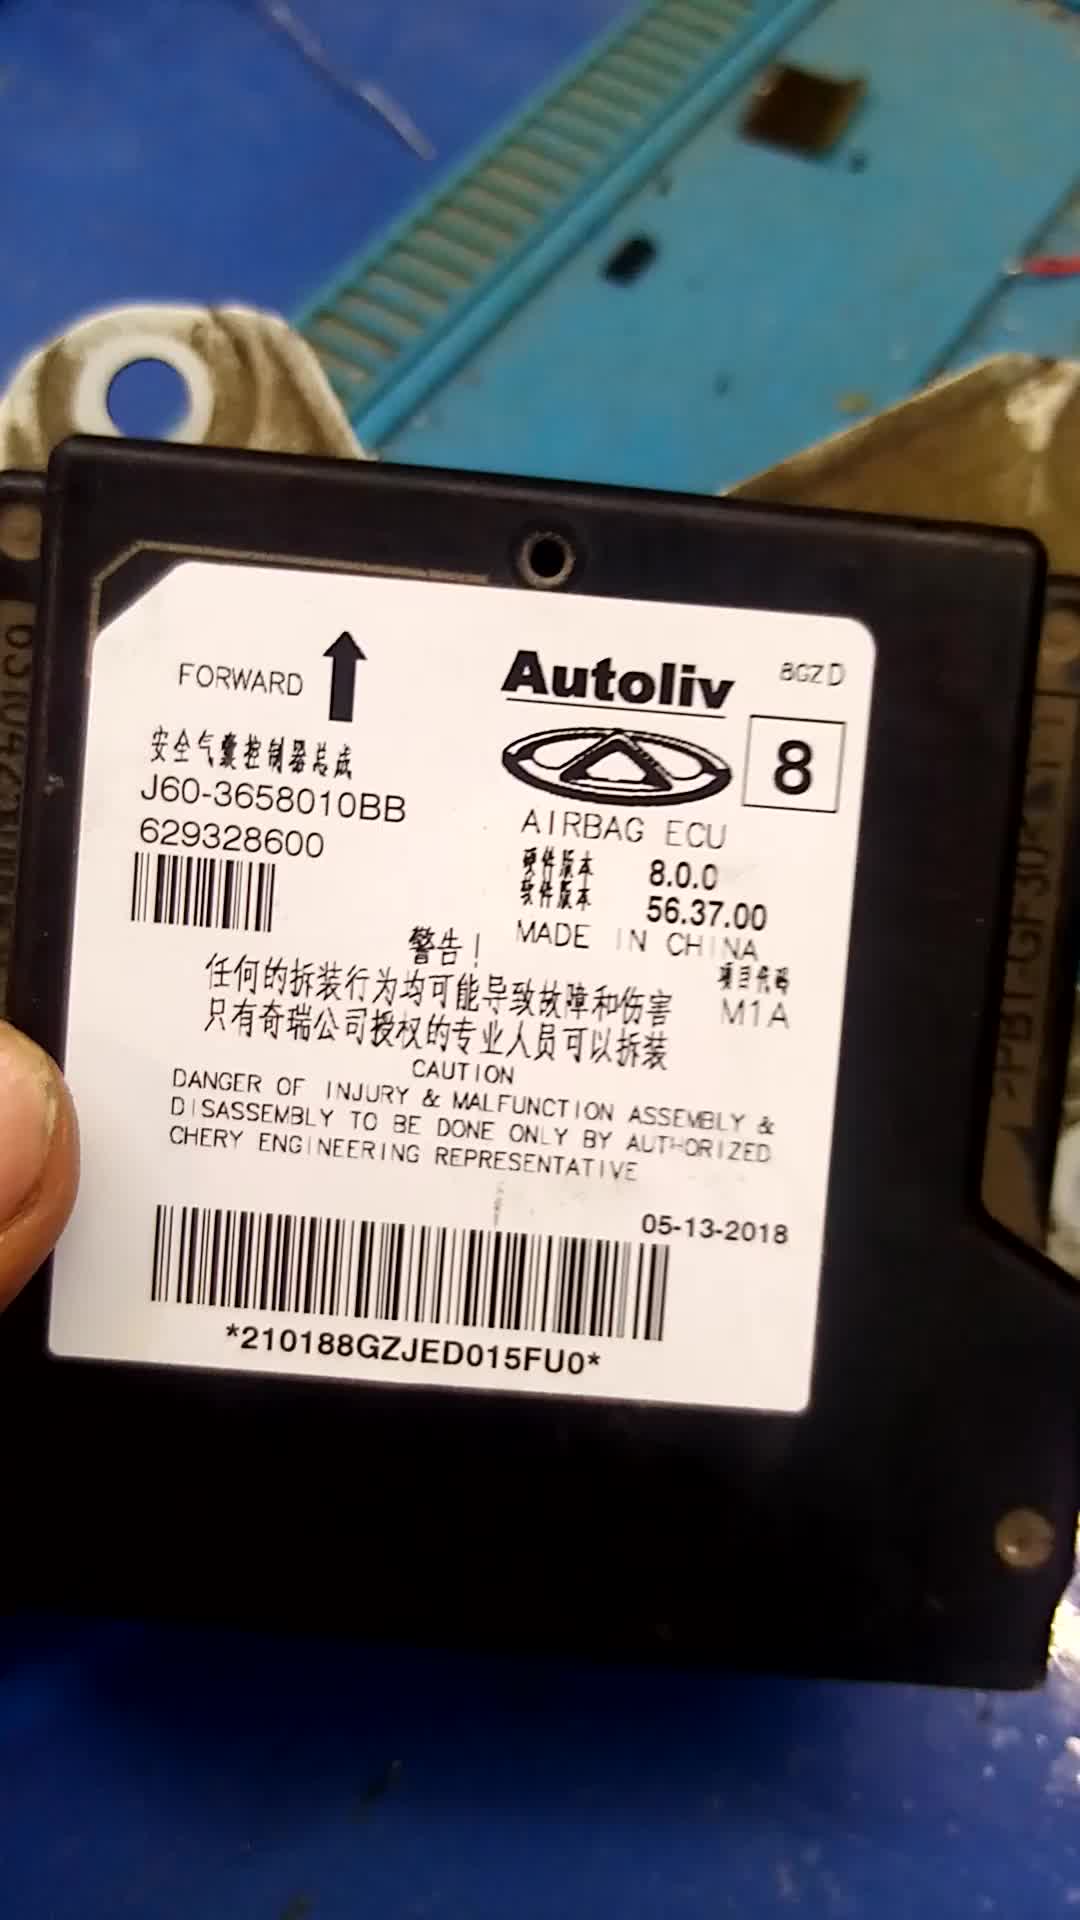 FORWARD
Autoliv
8GZD
8
安全气囊控制器总成
J60-3658010BB
629328600
AIRBAG ECU
硬件版本 8.0.0
软件版本 56.37.00
MADE IN CHINA
项目代码
M1A
警告!
任何的拆装行为均可能导致故障和伤害
只有奇瑞公司授权的专业人员可以拆装
CAUTION
DANGER OF INJURY & MALFUNCTION ASSEMBLY &
DISASSEMBLY TO BE DONE ONLY BY AUTHORIZED
CHERY ENGINEERING REPRESENTATIVE
05-13-2018
*210188GZJED015FU0*
>PBT-GF30<